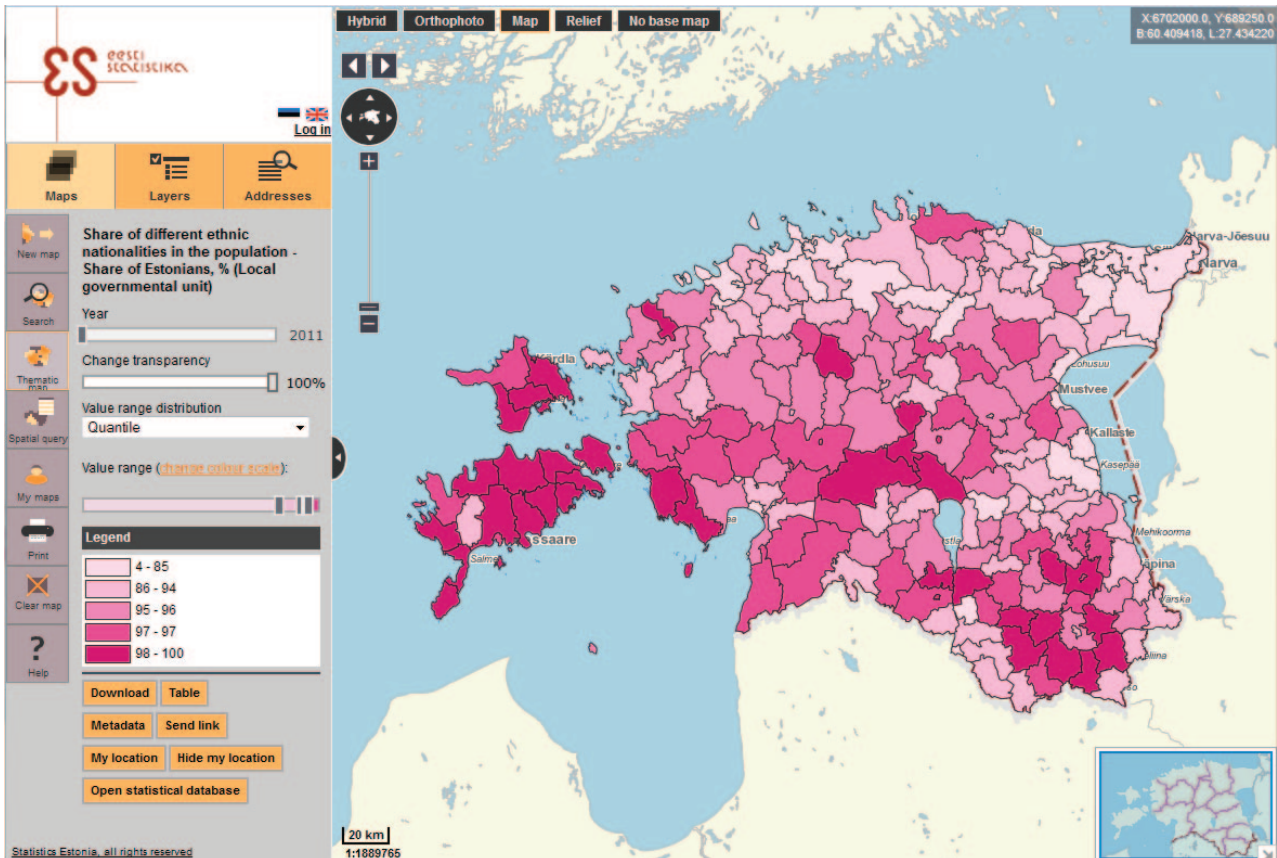 eesti
statistika
Log in
Maps
Layers
Addresses
New map
Search
Thematic
map
Spatial query
My maps
Print
Clear map
Help
Share of different ethnic
nationalities in the population -
Share of Estonians, % (Local
governmental unit)
Year
2011
Change transparency
100%
Value range distribution
Quantile
Value range (change colour scale):
Legend
4 - 85
86 - 94
95 - 96
97 - 97
98 - 100
Download
Table
Metadata
Send link
My location
Hide my location
Open statistical database
Statistics Estonia, all rights reserved
Hybrid
Orthophoto
Map
Relief
No base map
X:6702000.0, Y:689250.0
B:60.409418, L:27.434220
Narva
Lohusuu
Mustvee
Kallaste
Kasepää
Mehikoorma
Värska
ssaare
Salme
20 km
1:1889765